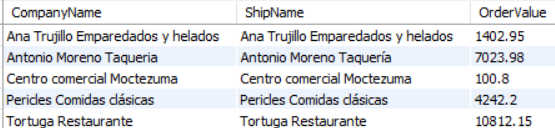 CompanyName ShipName OrderValue
Ana Trujillo Emparedados y helados Ana Trujillo Emparedados y helados 1402.95
Antonio Moreno Taqueria Antonio Moreno Taquería 7023.98
Centro comercial Moctezuma Centro comercial Moctezuma 100.8
Pericles Comidas clásicas Pericles Comidas clásicas 4242.2
Tortuga Restaurante Tortuga Restaurante 10812.15